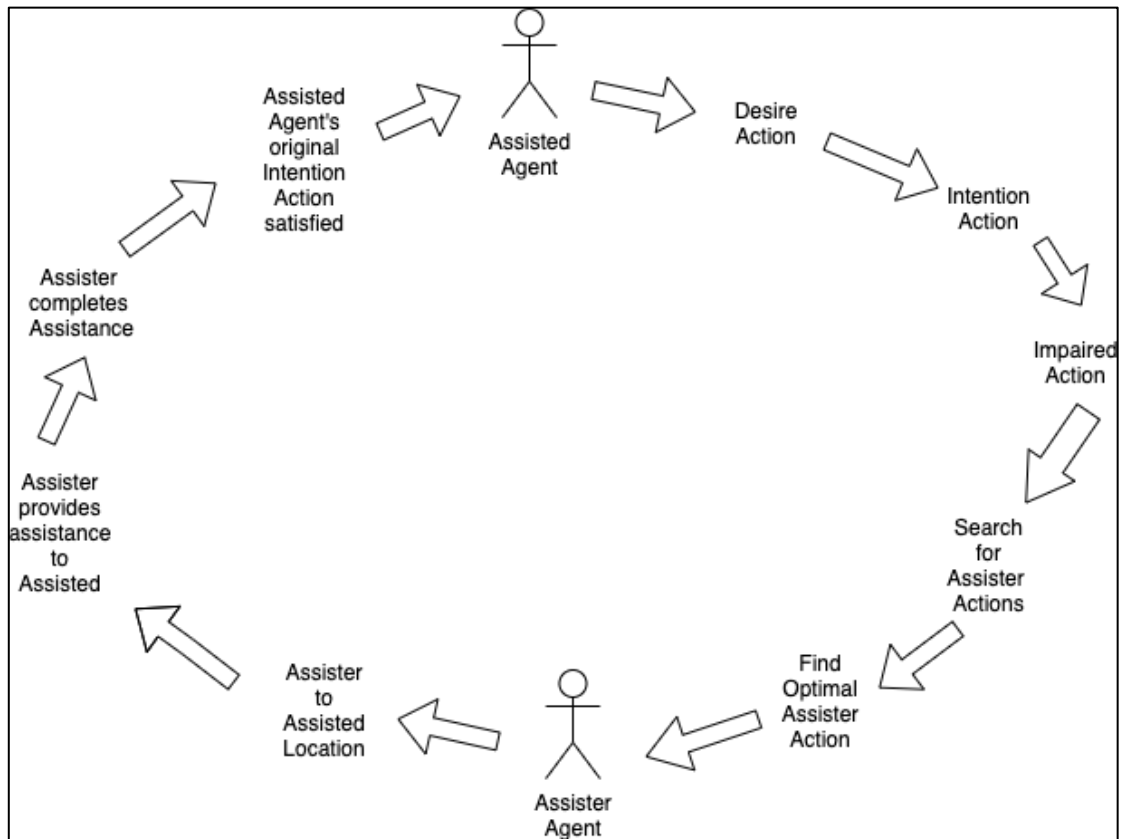 Assisted
Agent
Desire
Action
Intention
Action
Impaired
Action
Search
for
Assister
Actions
Find
Optimal
Assister
Action
Assister
Agent
Assister
to
Assisted
Location
Assister
provides
assistance
to
Assisted
Assister
completes
Assistance
Assisted
Agent's
original
Intention
Action
satisfied